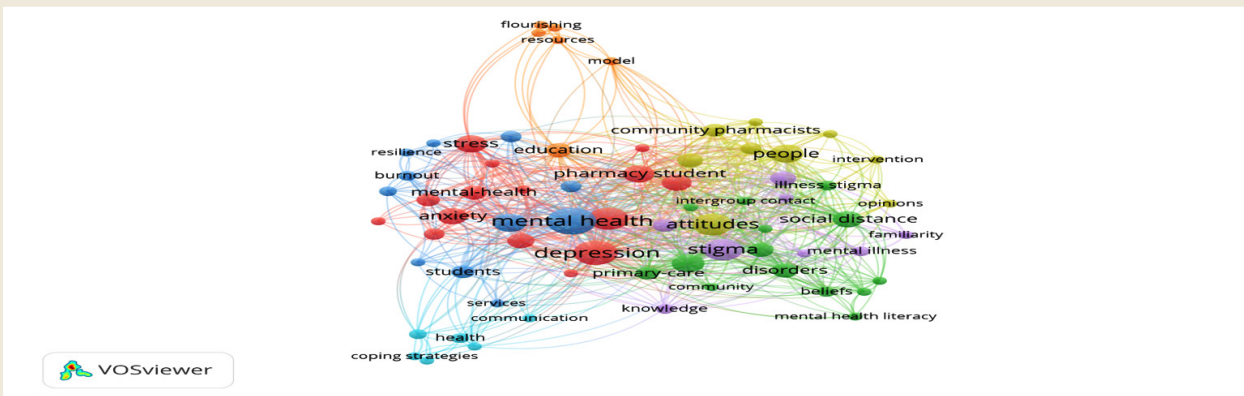 flourishing
resources
model
community pharmacists
stress
education
people
resilience
intervention
burnout
pharmacy student
illness stigma
mental-health
intergroup contact
opinions
anxiety
mental health
attitudes
social distance
familiarity
depression
stigma
mental illness
students
primary-care
disorders
community
beliefs
services
knowledge
communication
mental health literacy
health
coping strategies
VOSviewer